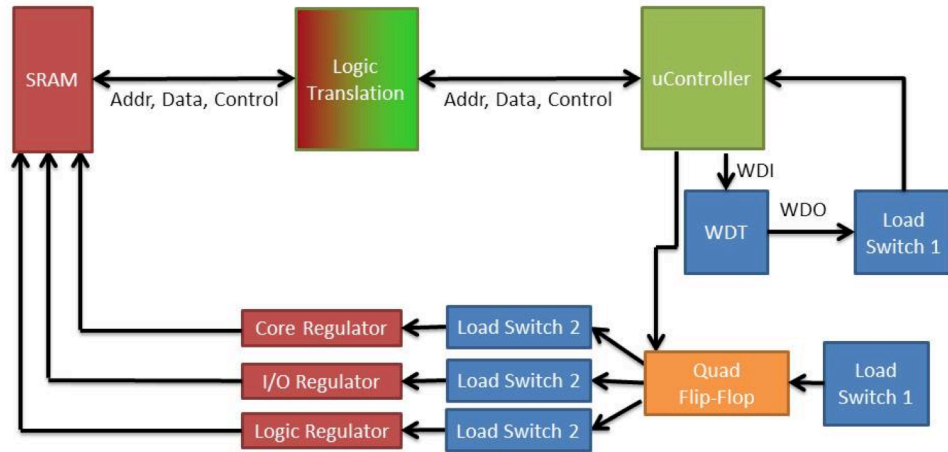 SRAM
Addr, Data, Control
Logic
Translation
Addr, Data, Control
uController
WDI
WDT
WDO
Load
Switch 1
Core Regulator
Load Switch 2
I/O Regulator
Load Switch 2
Logic Regulator
Load Switch 2
Quad
Flip-Flop
Load
Switch 1